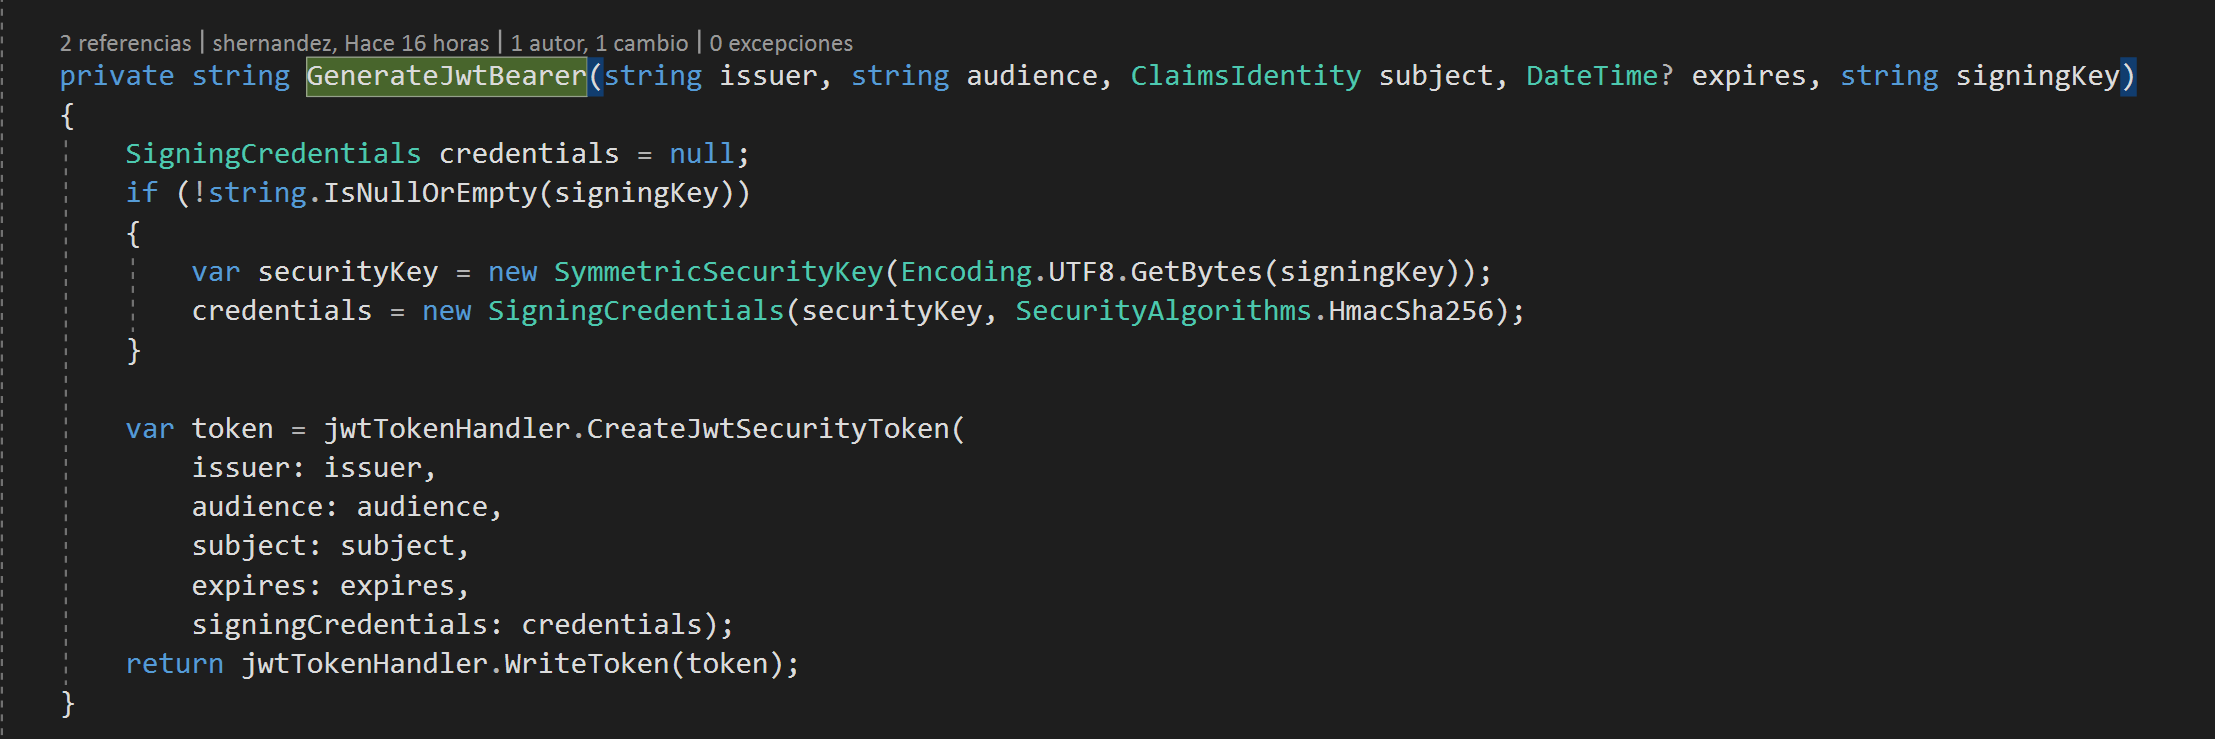 2 referencias | shernandez, Hace 16 horas | 1 autor, 1 cambio | 0 excepciones
private string GenerateJwtBearer(string issuer, string audience, ClaimsIdentity subject, DateTime? expires, string signingKey)
{
    SigningCredentials credentials = null;
    if (!string.IsNullOrEmpty(signingKey))
    {
        var securityKey = new SymmetricSecurityKey(Encoding.UTF8.GetBytes(signingKey));
        credentials = new SigningCredentials(securityKey, SecurityAlgorithms.HmacSha256);
    }

    var token = jwtTokenHandler.CreateJwtSecurityToken(
        issuer: issuer,
        audience: audience,
        subject: subject,
        expires: expires,
        signingCredentials: credentials);
    return jwtTokenHandler.WriteToken(token);
}